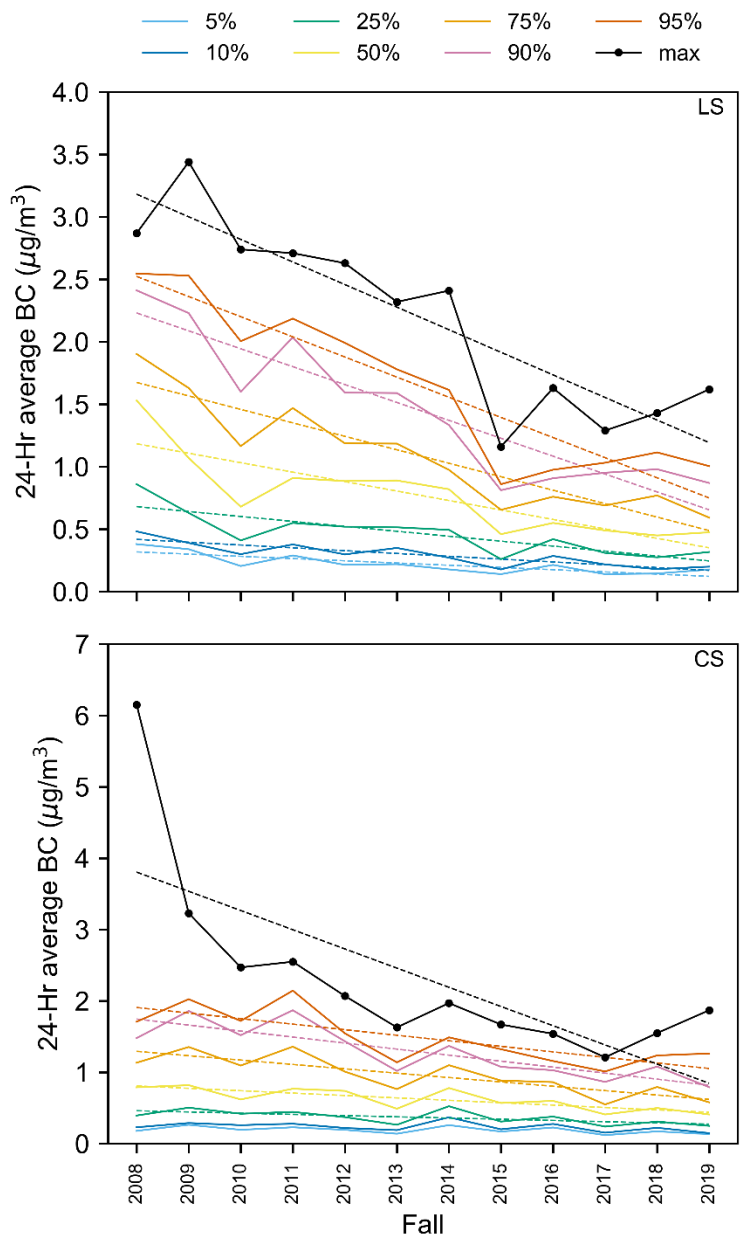 5% 25% 75% 95%
10% 50% 90% max
LS
24-Hr average BC (μg/m³)
4.0
3.5
3.0
2.5
2.0
1.5
1.0
0.5
0.0
CS
24-Hr average BC (μg/m³)
7
6
5
4
3
2
1
0
2008 2009 2010 2011 2012 2013 2014 2015 2016 2017 2018 2019
Fall